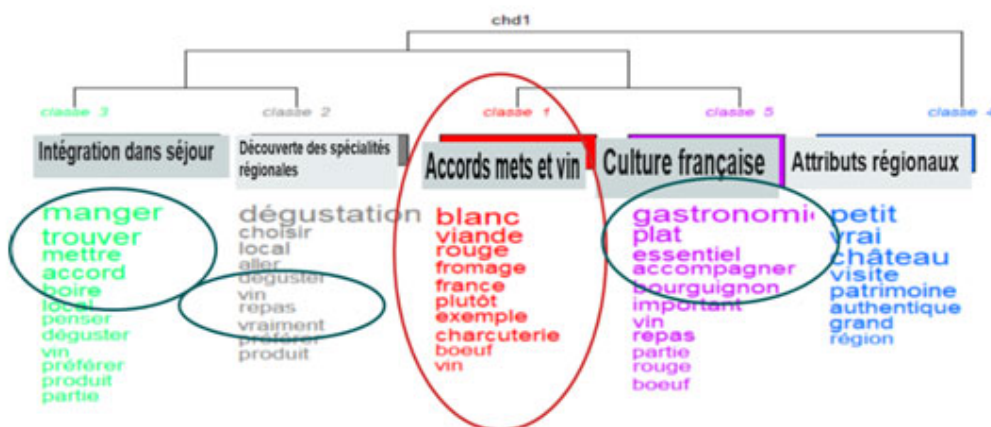 chd1
classe 3
classe 2
classe 1
classe 5
classe 4
Intégration dans séjour
Découverte des spécialités
régionales
Accords mets et vin
Culture française
Attributs régionaux
manger
trouver
mettre
accord
boire
local
penser
déguster
vin
préférer
produit
partie
dégustation
choisir
local
aller
déguster
vin
repas
vraiment
préférer
produit
blanc
viande
rouge
fromage
france
plutôt
exemple
charcuterie
boeuf
vin
gastronomi
plat
essentiel
accompagner
bourguignon
important
vin
repas
partie
rouge
boeuf
petit
vrai
château
visite
patrimoine
authentique
grand
région